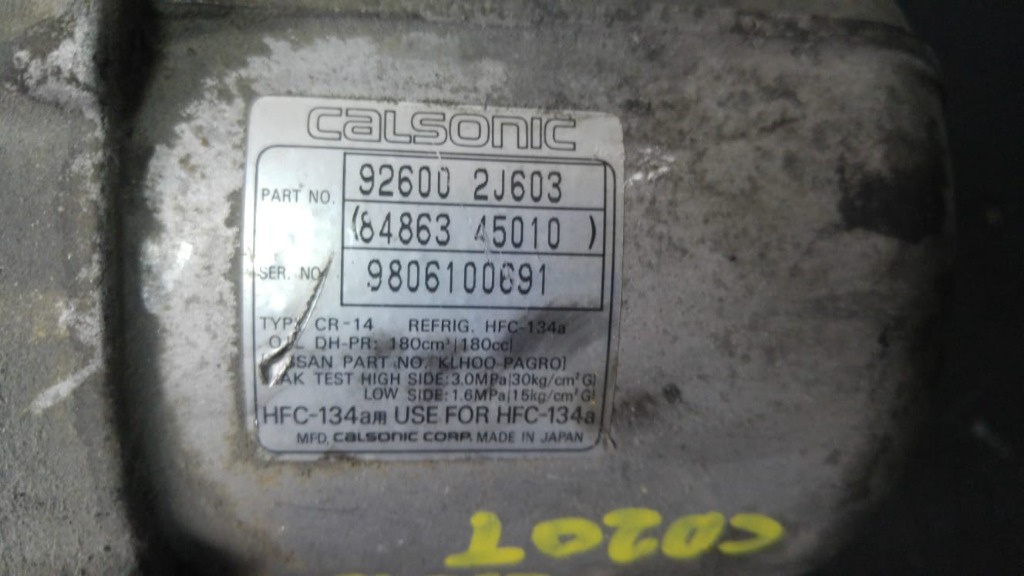 CALSONIC
PART NO. 92600 2J603
(84863 45010 )
SER. NO. 9806100691
TYPE CR-14 REFRIG. HFC-134a
OIL DH-PR: 180cm³[180cc]
[NISSAN PART NO. KLH00-PAGR0]
LEAK TEST HIGH SIDE: 3.0MPa[30kg/cm²G]
LOW SIDE: 1.6MPa[15kg/cm²G]
HFC-134a用 USE FOR HFC-134a
MFD. CALSONIC CORP. MADE IN JAPAN
CD20T